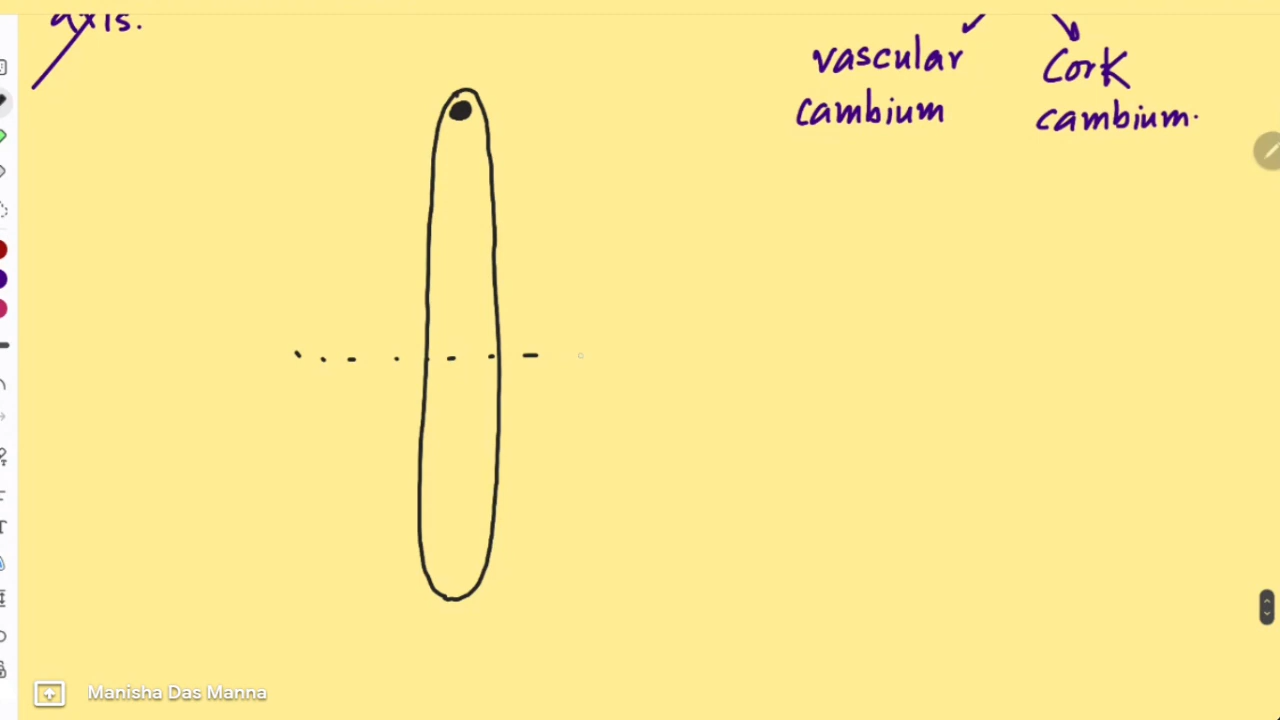 axis.
vascular
cambium
Cork
cambium.
Manisha Das Manna